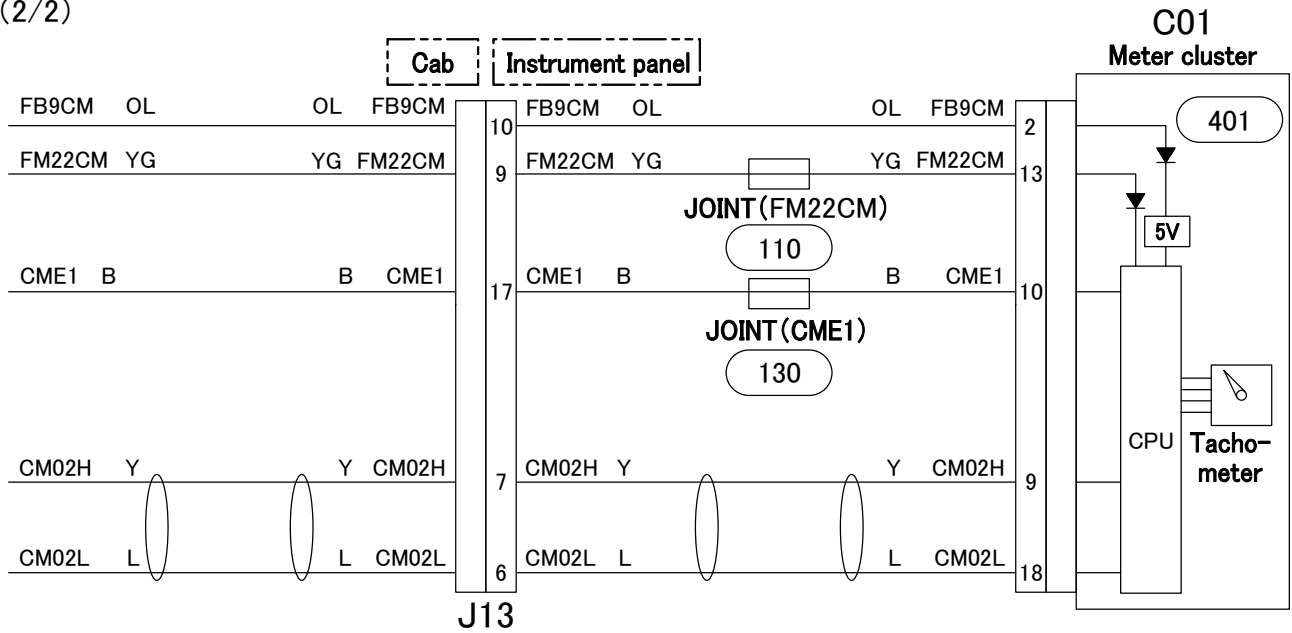 (2/2)
C01
Meter cluster
Cab
Instrument panel
FB9CM OL OL FB9CM 10 FB9CM OL OL FB9CM 2
401
FM22CM YG YG FM22CM 9 FM22CM YG YG FM22CM 13
JOINT(FM22CM)
110
5V
CME1 B B CME1 17 CME1 B B CME1 10
JOINT(CME1)
130
CPU
Tacho-
meter
CM02H Y Y CM02H 7 CM02H Y Y CM02H 9
CM02L L L CM02L 6 CM02L L L CM02L 18
J13